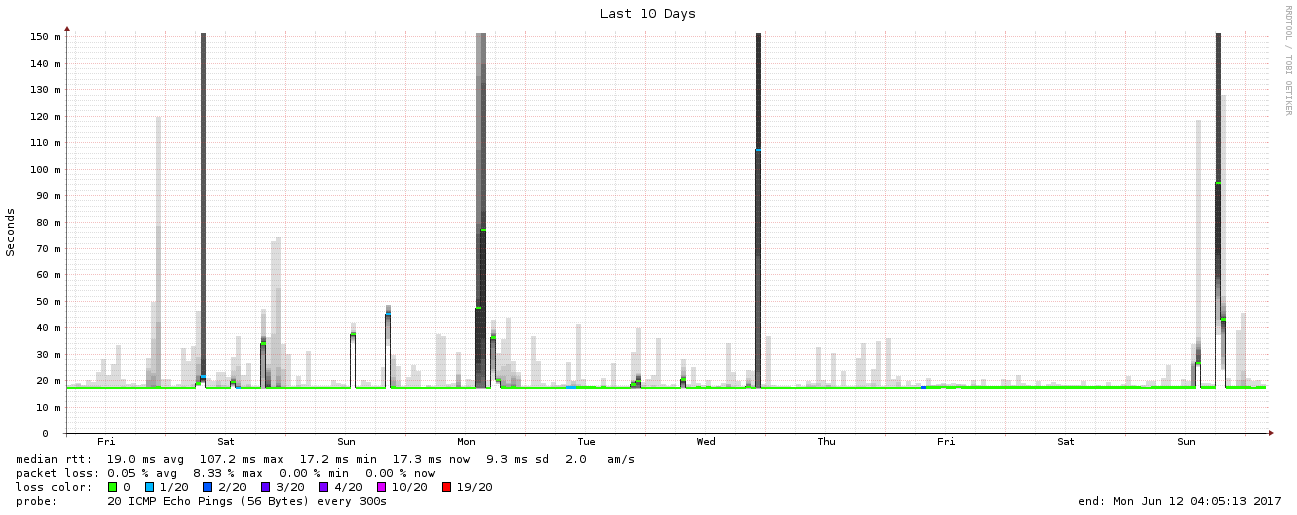 Last 10 Days
RRDTOOL / TOBI OETIKER
Seconds
150 m
140 m
130 m
120 m
110 m
100 m
90 m
80 m
70 m
60 m
50 m
40 m
30 m
20 m
10 m
0
Fri Sat Sun Mon Tue Wed Thu Fri Sat Sun
median rtt: 19.0 ms avg 107.2 ms max 17.2 ms min 17.3 ms now 9.3 ms sd 2.0 am/s
packet loss: 0.05 % avg 8.33 % max 0.00 % min 0.00 % now
loss color: 0 1/20 2/20 3/20 4/20 10/20 19/20
probe: 20 ICMP Echo Pings (56 Bytes) every 300s end: Mon Jun 12 04:05:13 2017